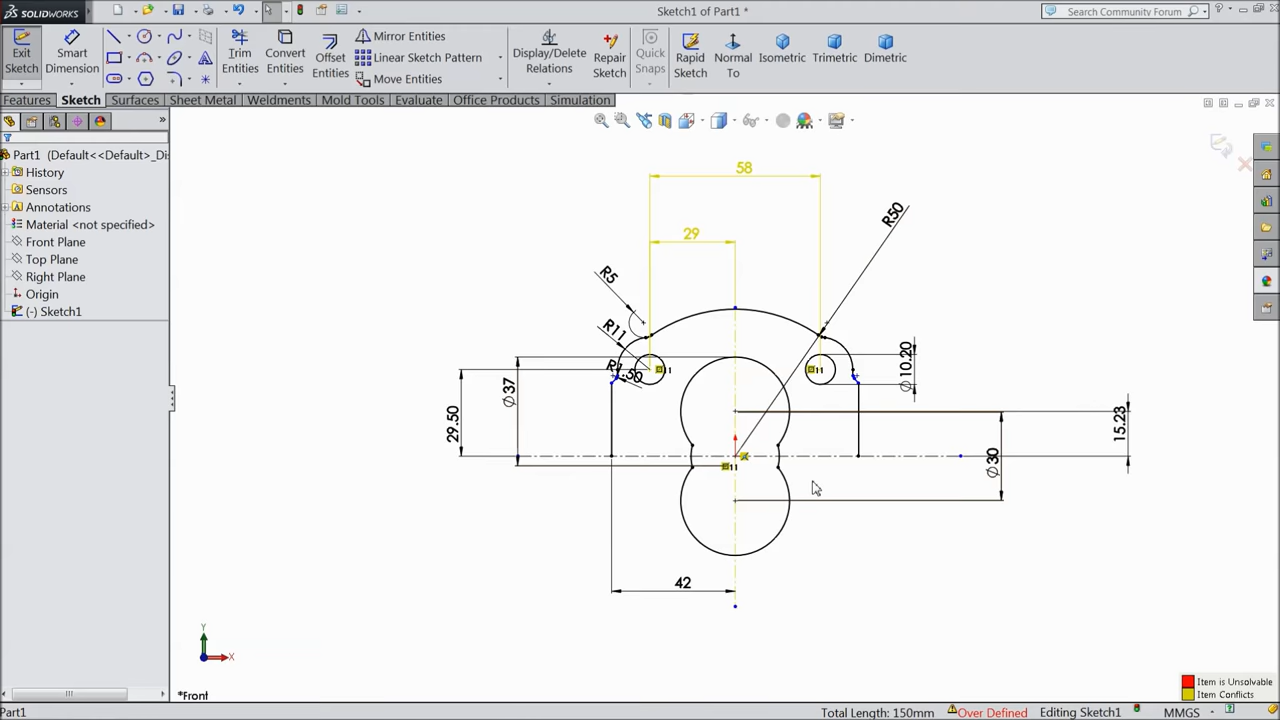 SOLIDWORKS
Sketch1 of Part1 *
Search Community Forum
Exit Sketch
Smart Dimension
Trim Entities
Convert Entities
Offset Entities
Mirror Entities
Linear Sketch Pattern
Move Entities
Display/Delete Relations
Repair Sketch
Quick Snaps
Rapid Sketch
Normal To
Isometric
Trimetric
Dimetric
Features
Sketch
Surfaces
Sheet Metal
Weldments
Mold Tools
Evaluate
Office Products
Simulation
Part1 (Default<<Default>_Di
History
Sensors
Annotations
Material <not specified>
Front Plane
Top Plane
Right Plane
Origin
(-) Sketch1
58
29
R50
R5
R11
R1.50
11
11
∅10.20
∅37
29.50
15.23
∅30
11
42
Y
X
*Front
Item is Unsolvable
Item Conflicts
Part1
Total Length: 150mm
Over Defined
Editing Sketch1
MMGS